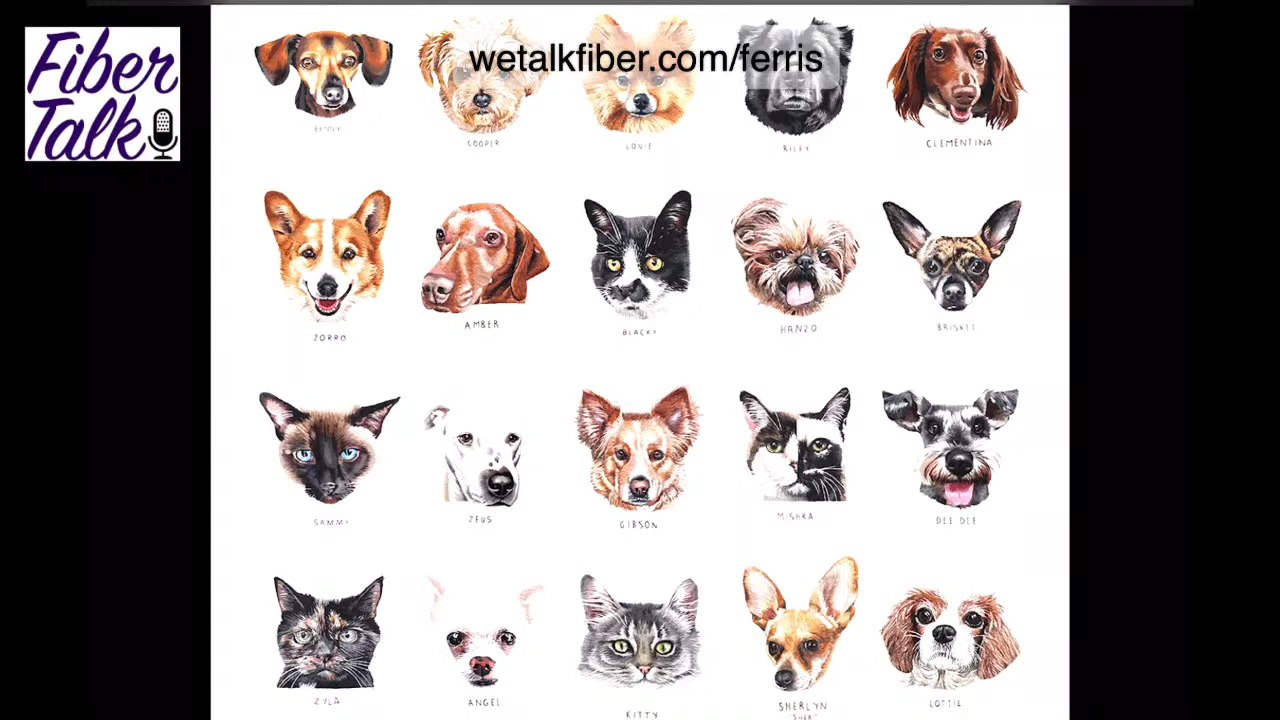 Fiber
Talk
wetalkfiber.com/ferris
BENNY
COOPER
LOUIE
RILEY
CLEMENTINA
ZORRO
AMBER
BLACKY
HANZO
BRISKET
SAMMY
ZEUS
GIBSON
MISHKA
DEE DEE
ZYLA
ANGEL
KITTY
SHERLYN
"SHER"
LOTTIE